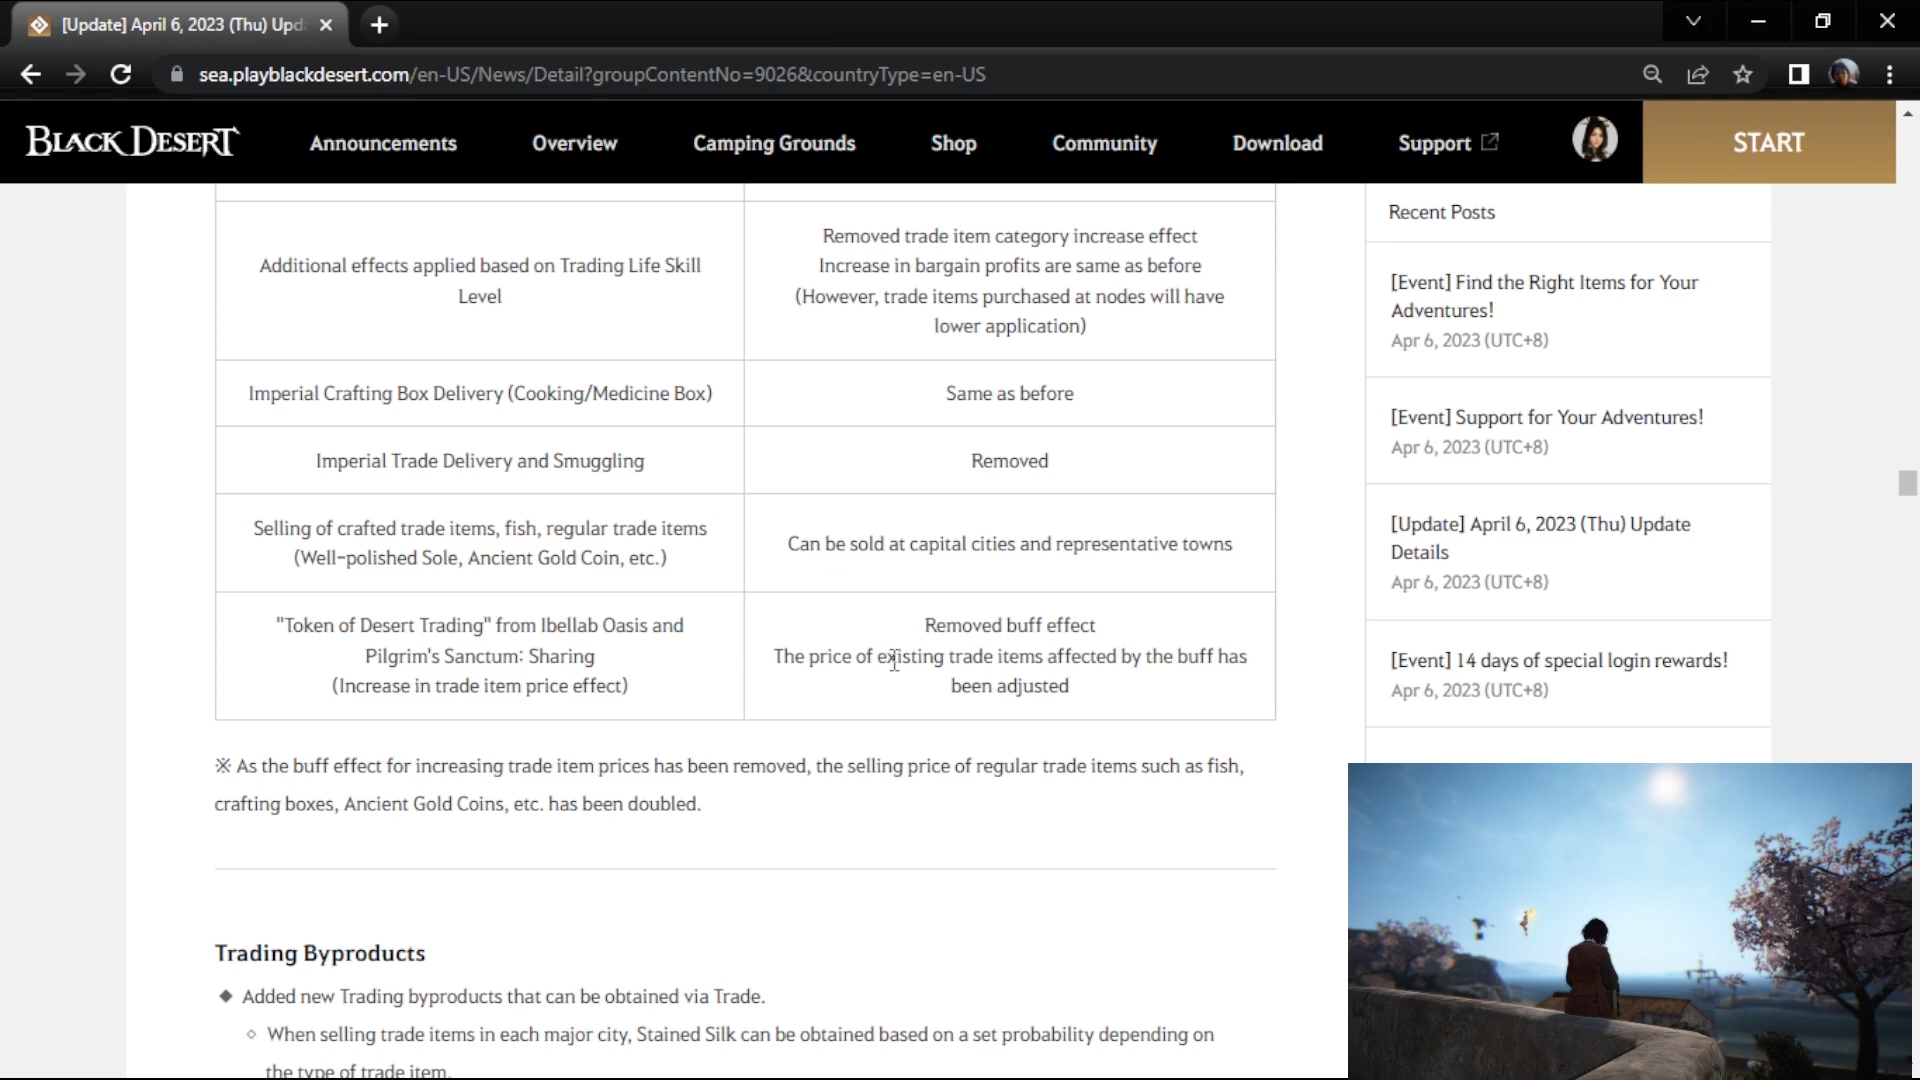 [Update] April 6, 2023 (Thu) Upd
sea.playblackdesert.com/en-US/News/Detail?groupContentNo=9026&countryType=en-US
BLACK DESERT
Announcements
Overview
Camping Grounds
Shop
Community
Download
Support
START
Additional effects applied based on Trading Life Skill
Level
Removed trade item category increase effect
Increase in bargain profits are same as before
(However, trade items purchased at nodes will have
lower application)
Imperial Crafting Box Delivery (Cooking/Medicine Box)
Same as before
Imperial Trade Delivery and Smuggling
Removed
Selling of crafted trade items, fish, regular trade items
(Well-polished Sole, Ancient Gold Coin, etc.)
Can be sold at capital cities and representative towns
"Token of Desert Trading" from Ibellab Oasis and
Pilgrim's Sanctum: Sharing
(Increase in trade item price effect)
Removed buff effect
The price of existing trade items affected by the buff has
been adjusted
※ As the buff effect for increasing trade item prices has been removed, the selling price of regular trade items such as fish,
crafting boxes, Ancient Gold Coins, etc. has been doubled.
Trading Byproducts
◆ Added new Trading byproducts that can be obtained via Trade.
◇ When selling trade items in each major city, Stained Silk can be obtained based on a set probability depending on
the type of trade item.
Recent Posts
[Event] Find the Right Items for Your
Adventures!
Apr 6, 2023 (UTC+8)
[Event] Support for Your Adventures!
Apr 6, 2023 (UTC+8)
[Update] April 6, 2023 (Thu) Update
Details
Apr 6, 2023 (UTC+8)
[Event] 14 days of special login rewards!
Apr 6, 2023 (UTC+8)